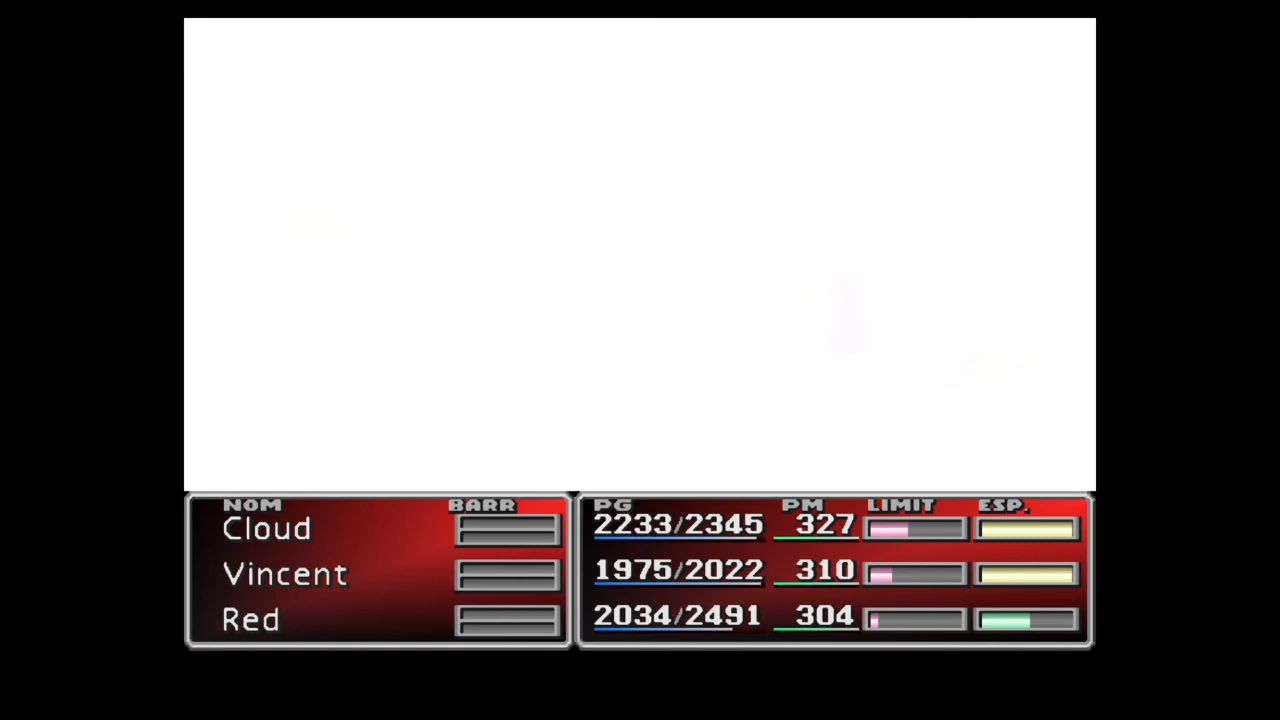 NOM BARR PG PM LIMIT ESP.
Cloud 2233/2345 327
Vincent 1975/2022 310
Red 2034/2491 304